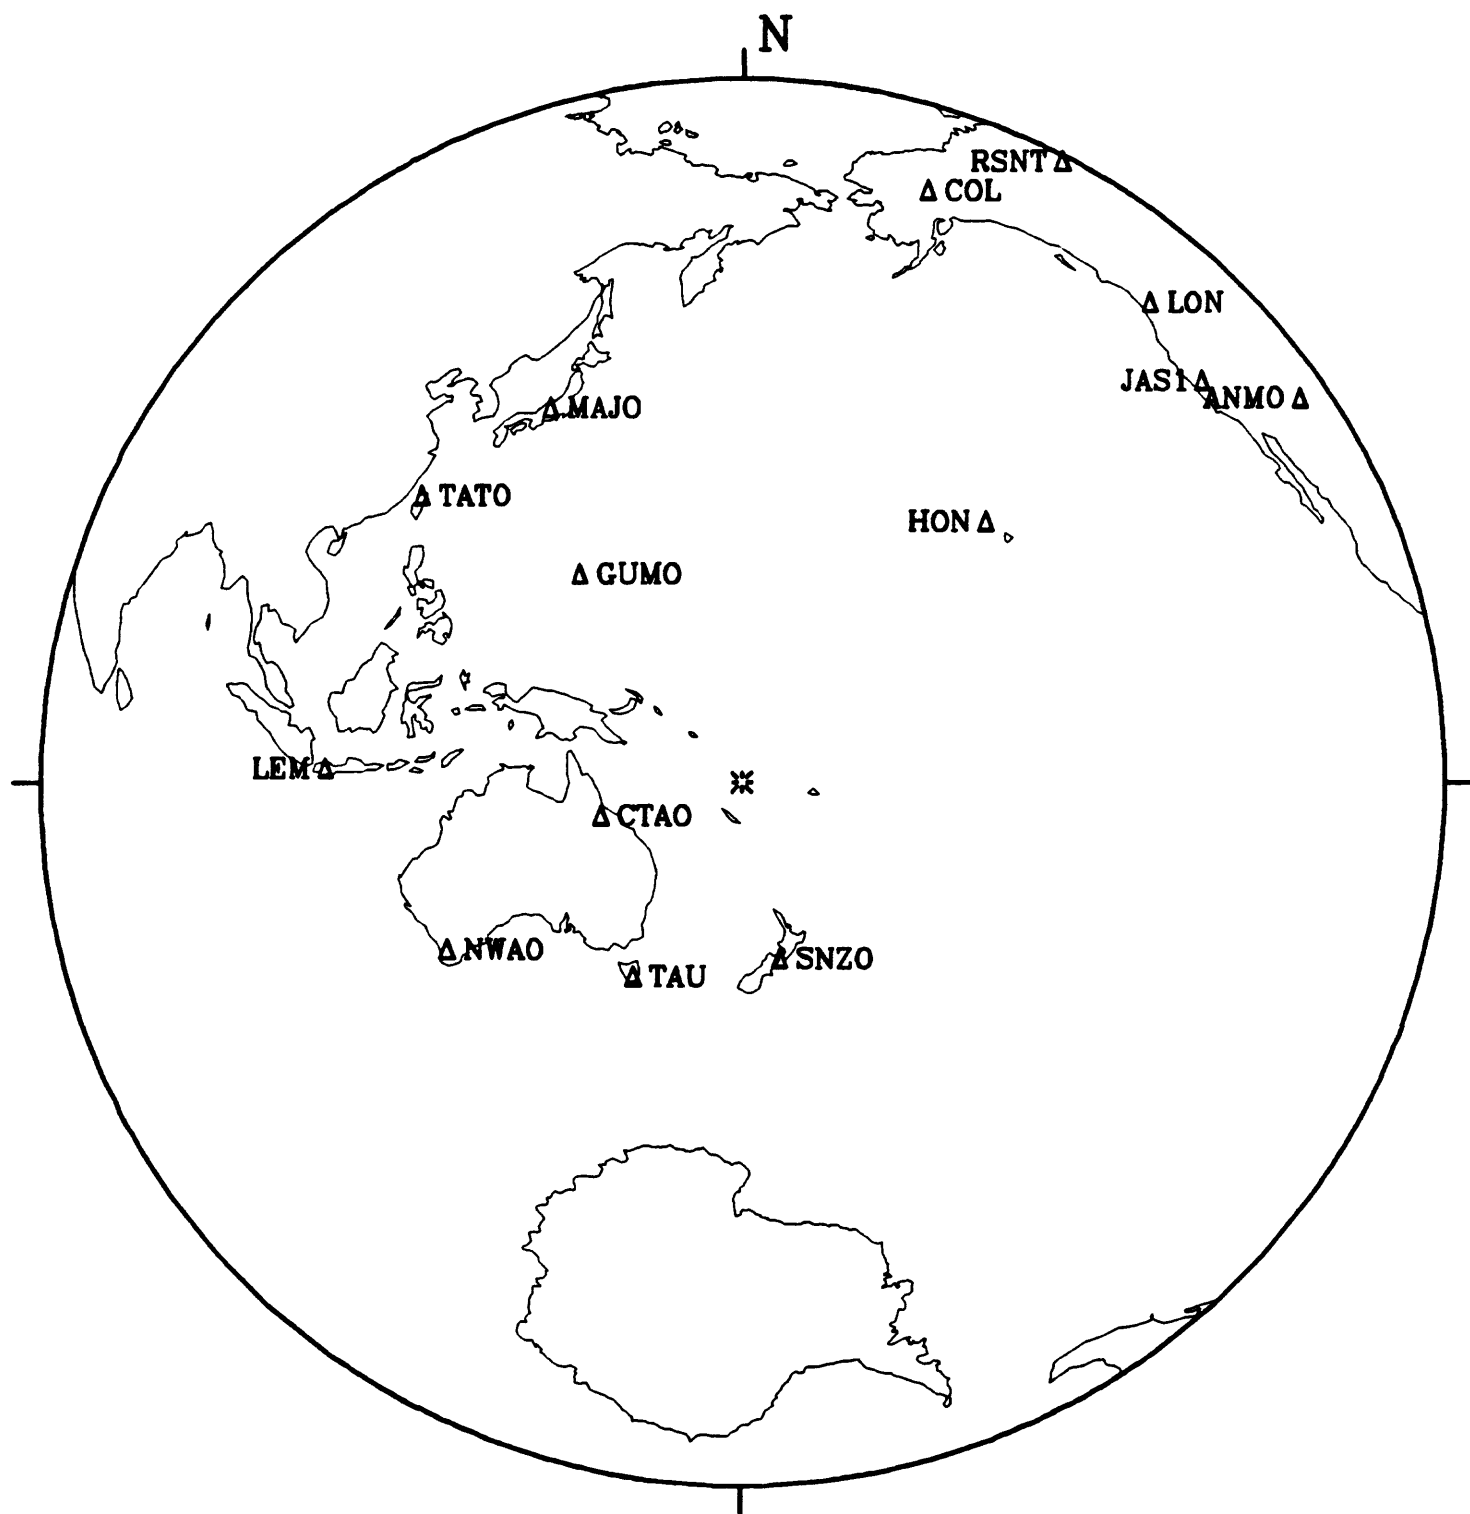 N
RSNT
COL
LON
JAS1
ANMO
MAJO
TATO
HON
GUMO
LEM
CTAO
NWAO
SNZO
TAU